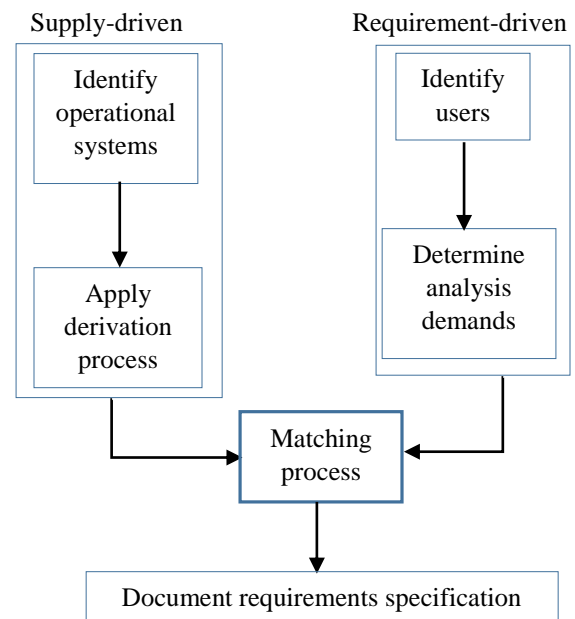 Supply-driven
Requirement-driven
Identify
operational
systems
Identify
users
Apply
derivation
process
Determine
analysis
demands
Matching
process
Document requirements specification